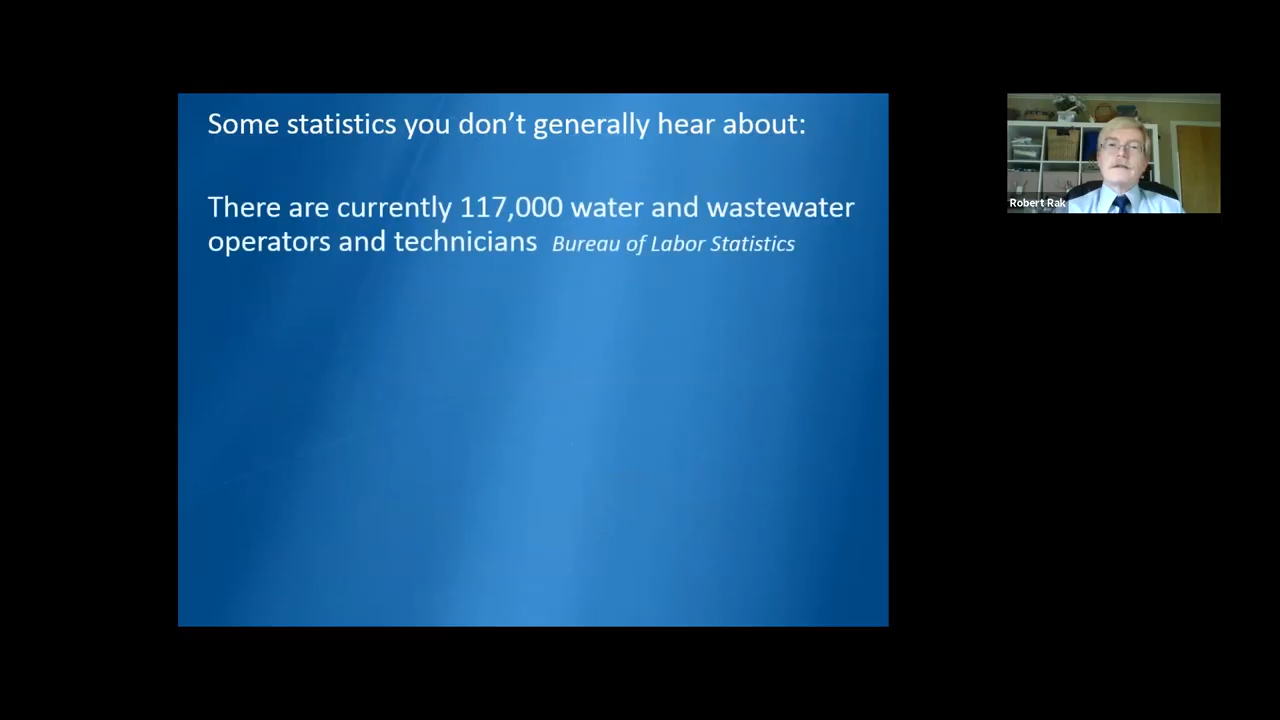 Some statistics you don’t generally hear about:
There are currently 117,000 water and wastewater
operators and technicians Bureau of Labor Statistics
Robert Rak